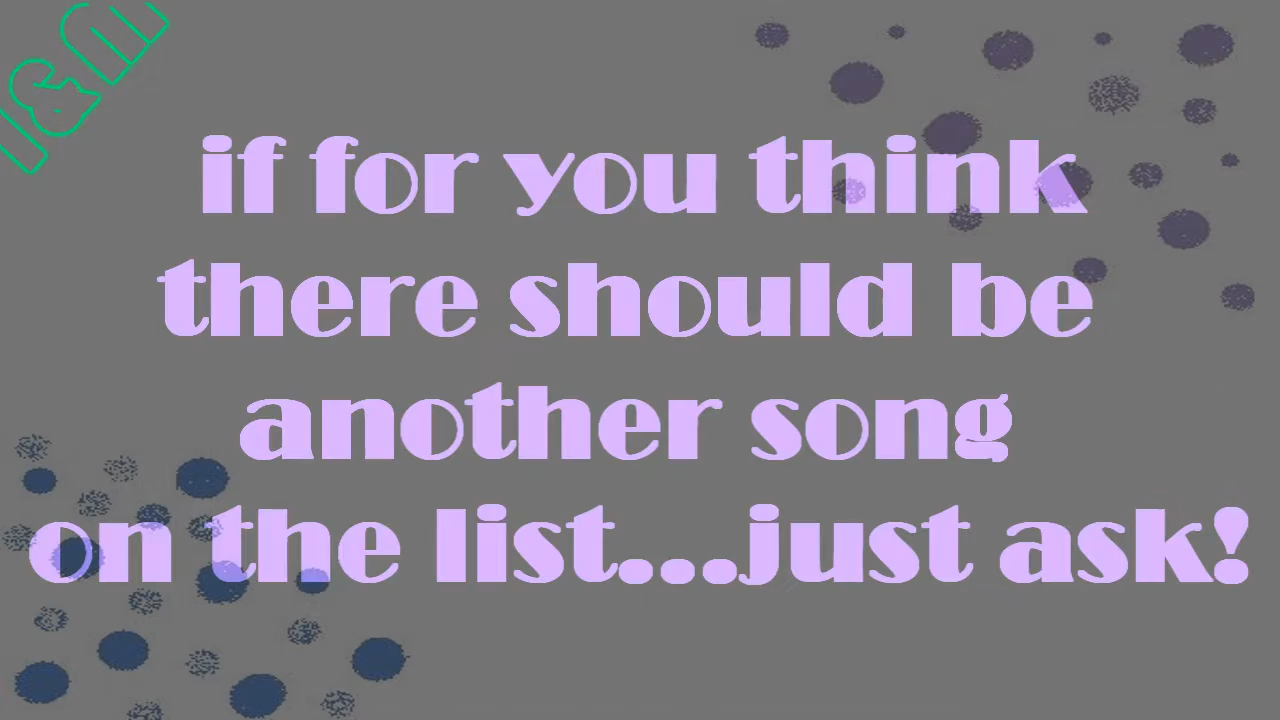 if for you think
there should be
another song
on the list...just ask!